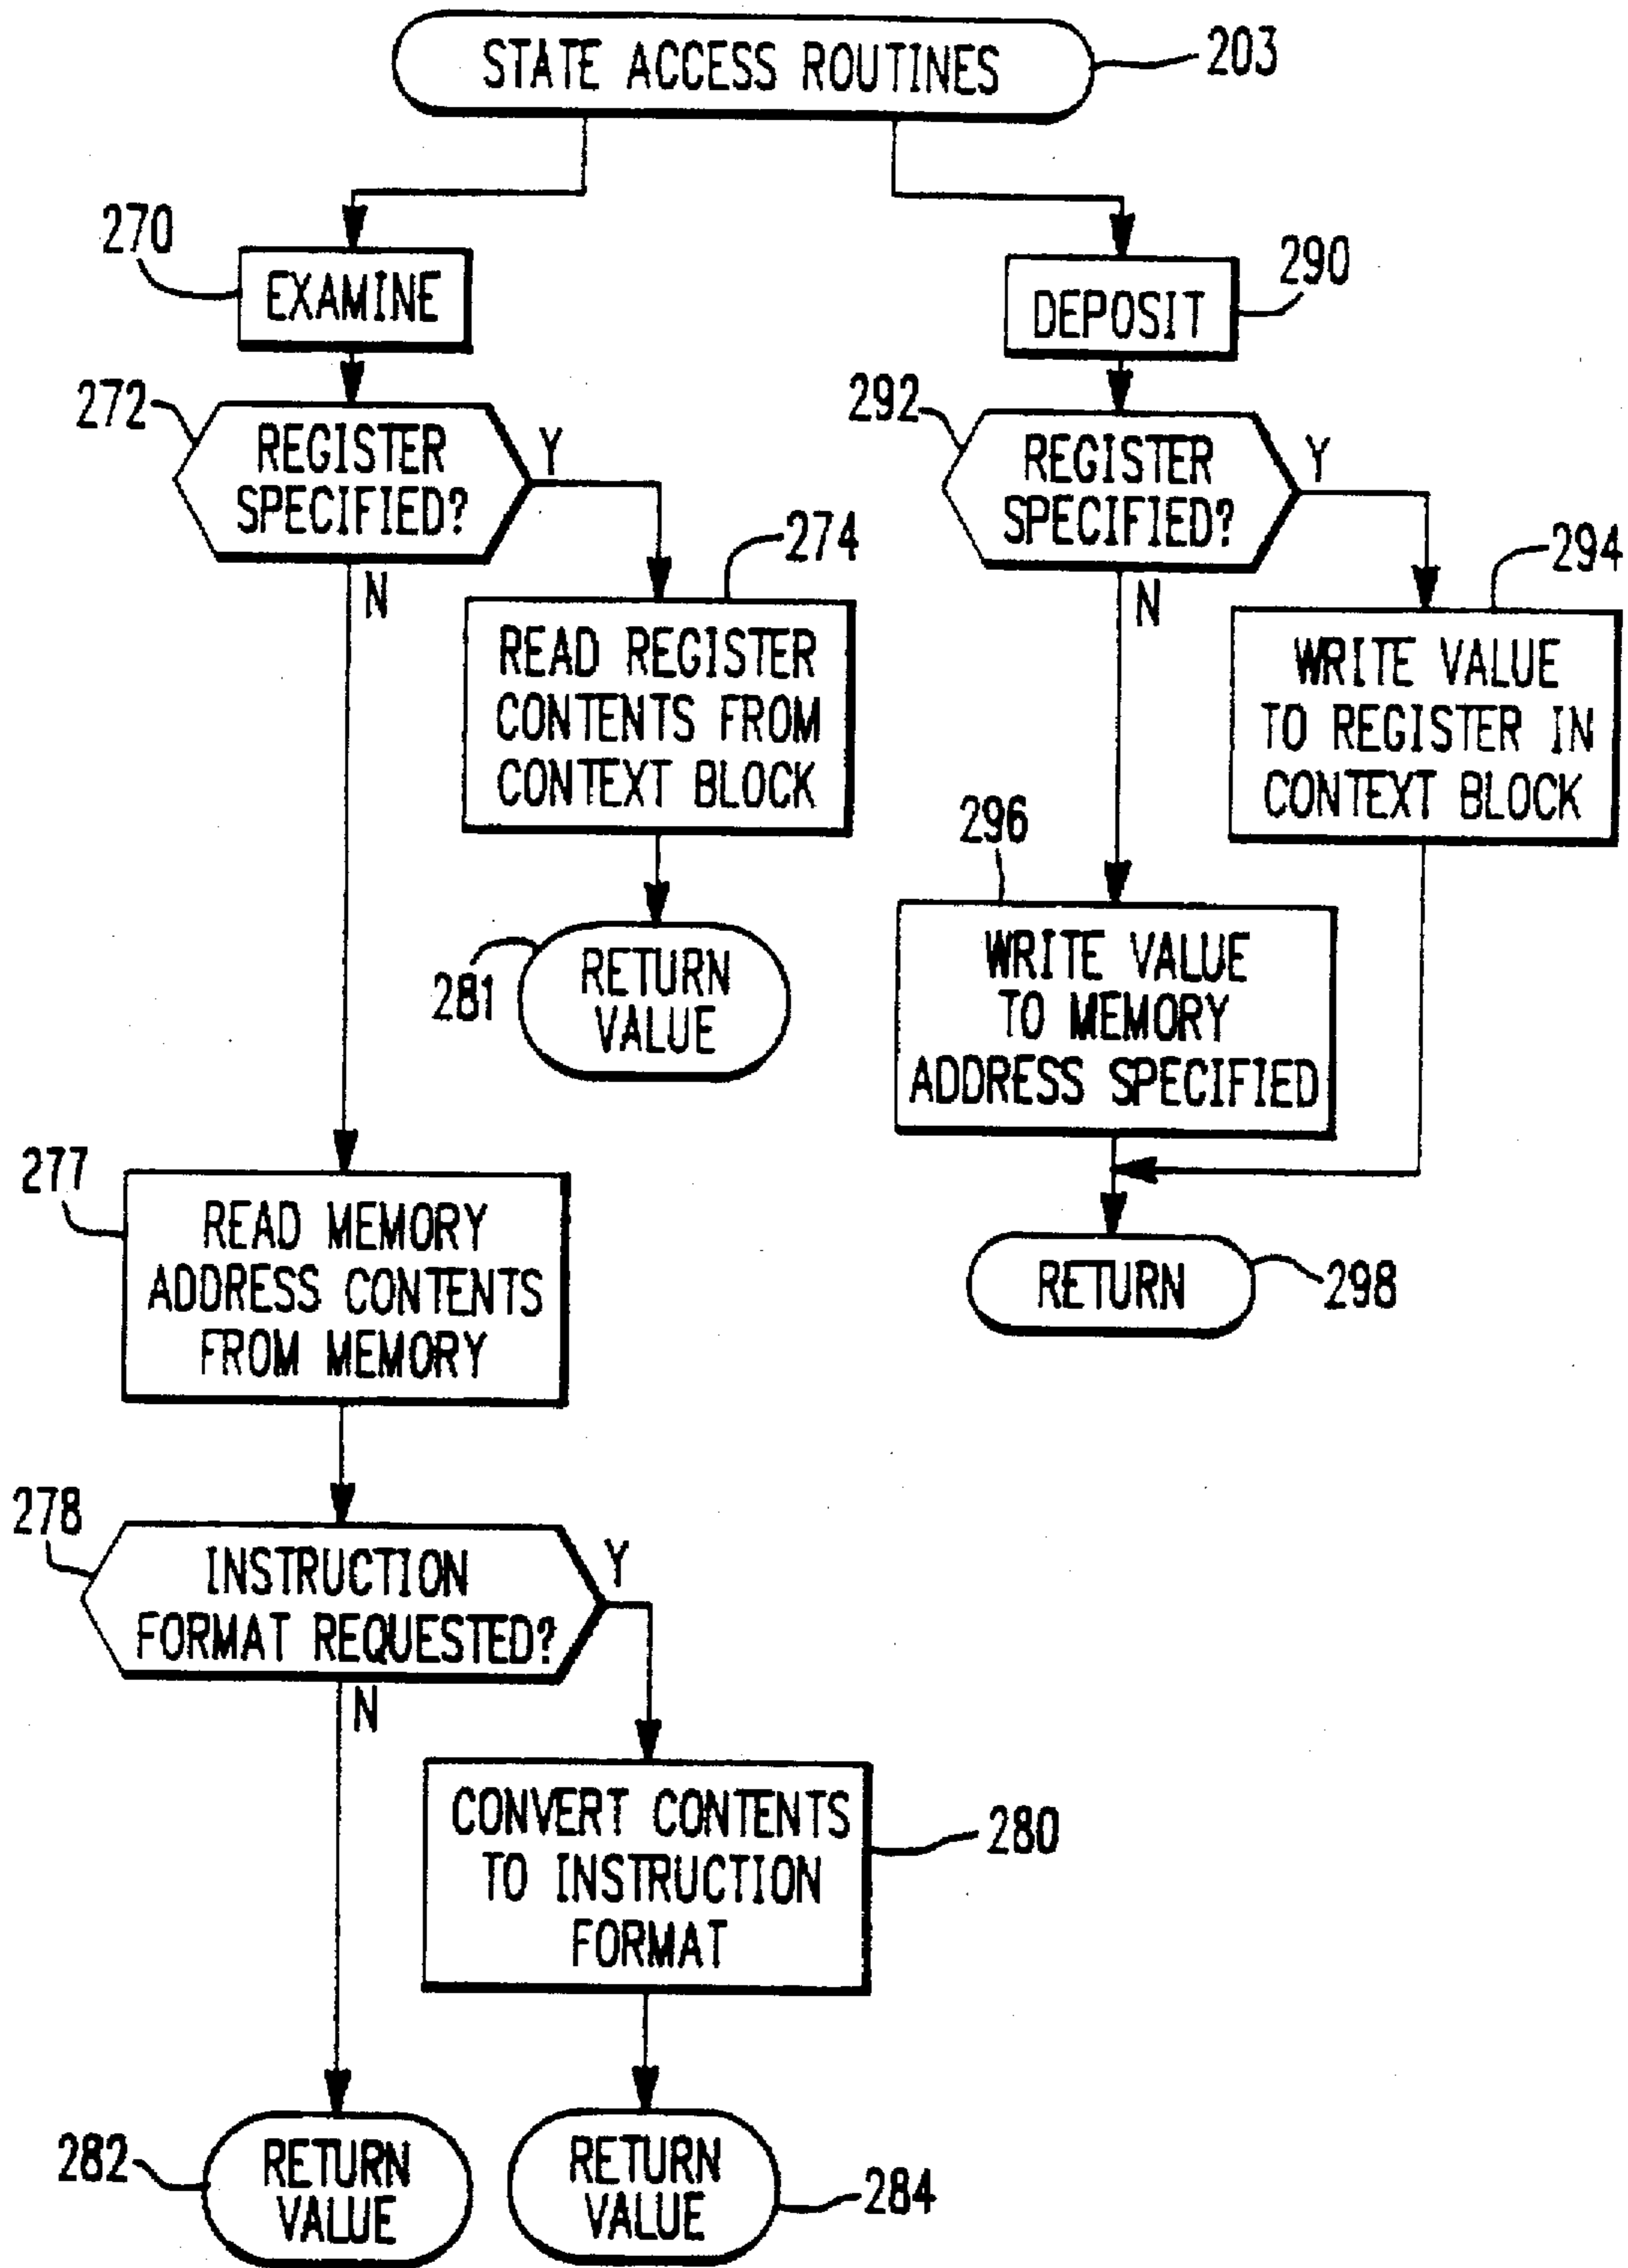 STATE ACCESS ROUTINES
203
270
EXAMINE
290
DEPOSIT
272
REGISTER
SPECIFIED?
Y
N
292
REGISTER
SPECIFIED?
Y
N
274
READ REGISTER
CONTENTS FROM
CONTEXT BLOCK
294
WRITE VALUE
TO REGISTER IN
CONTEXT BLOCK
281
RETURN
VALUE
296
WRITE VALUE
TO MEMORY
ADDRESS SPECIFIED
277
READ MEMORY
ADDRESS CONTENTS
FROM MEMORY
RETURN
298
278
INSTRUCTION
FORMAT REQUESTED?
Y
N
CONVERT CONTENTS
TO INSTRUCTION
FORMAT
280
282
RETURN
VALUE
RETURN
VALUE
284